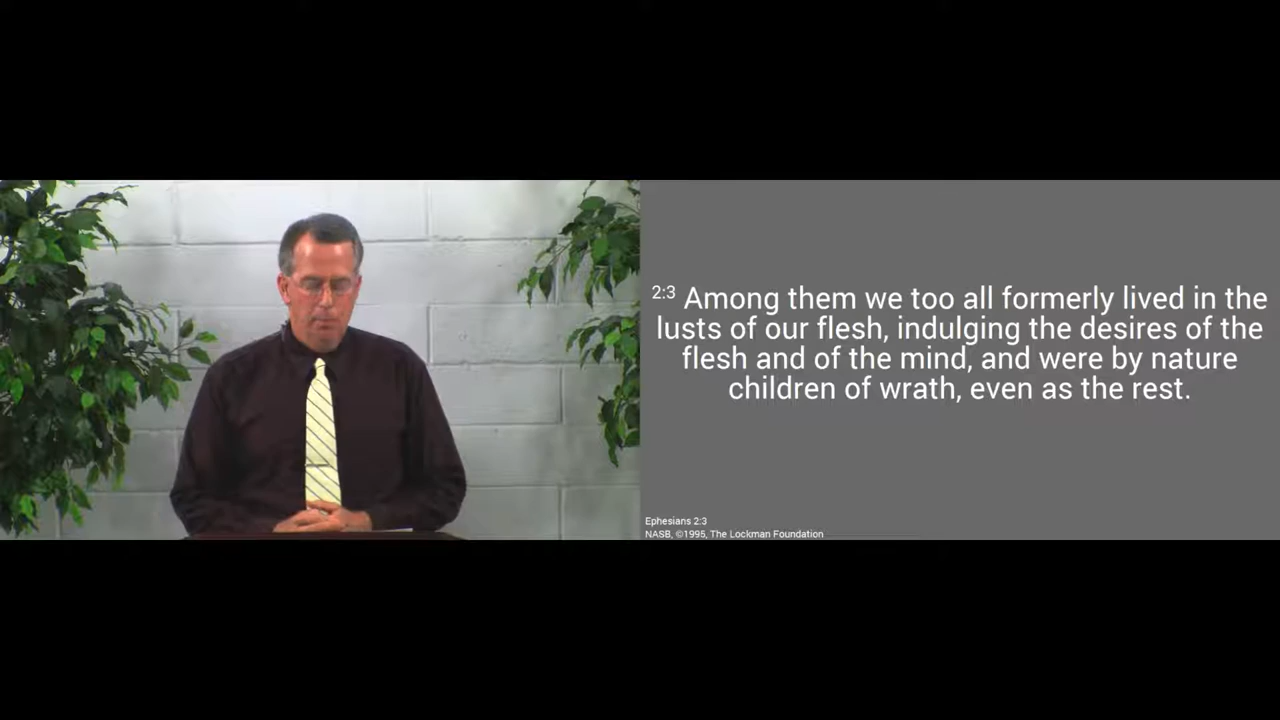 2:3 Among them we too all formerly lived in the
lusts of our flesh, indulging the desires of the
flesh and of the mind, and were by nature
children of wrath, even as the rest.
Ephesians 2:3
NASB, ©1995, The Lockman Foundation